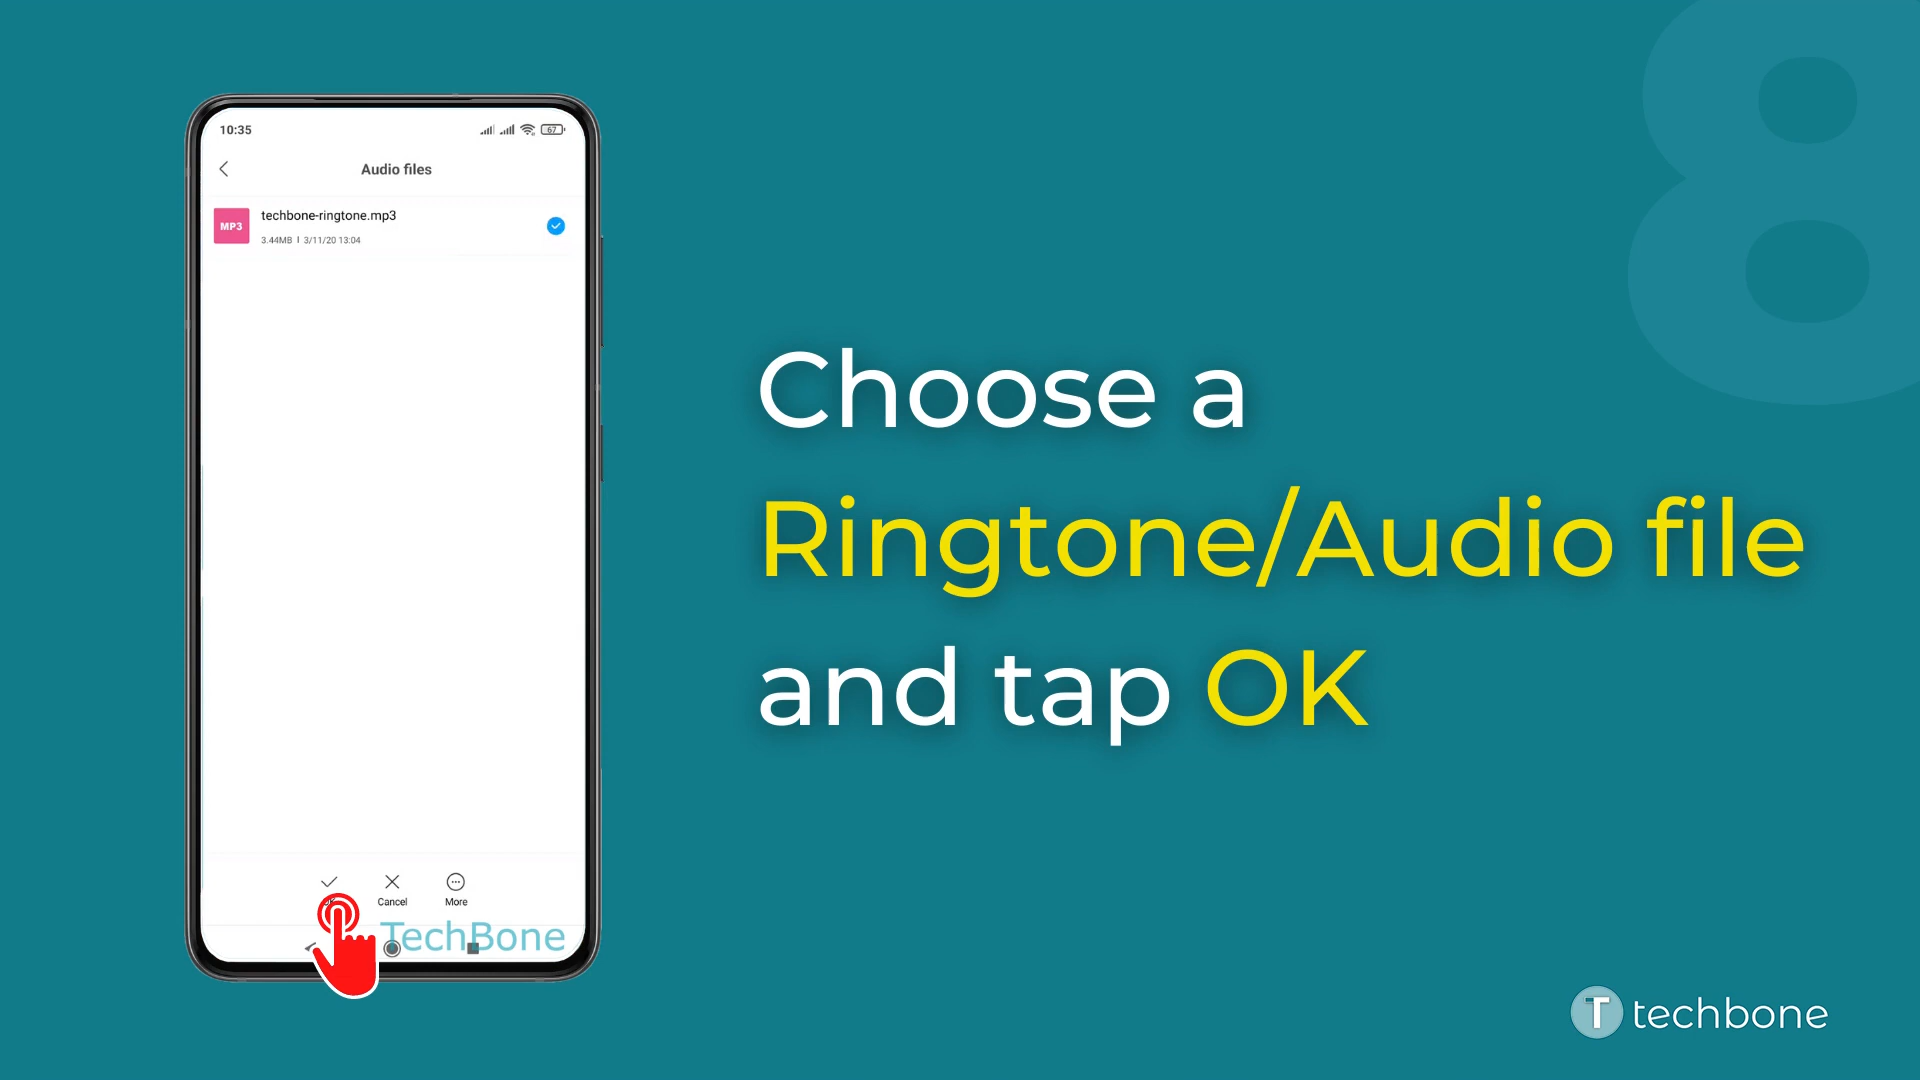 8
10:35
67
Audio files
MP3
techbone-ringtone.mp3
3.44MB | 3/11/20 13:04
Choose a
Ringtone/Audio file
and tap OK
Cancel
More
TechBone
T techbone